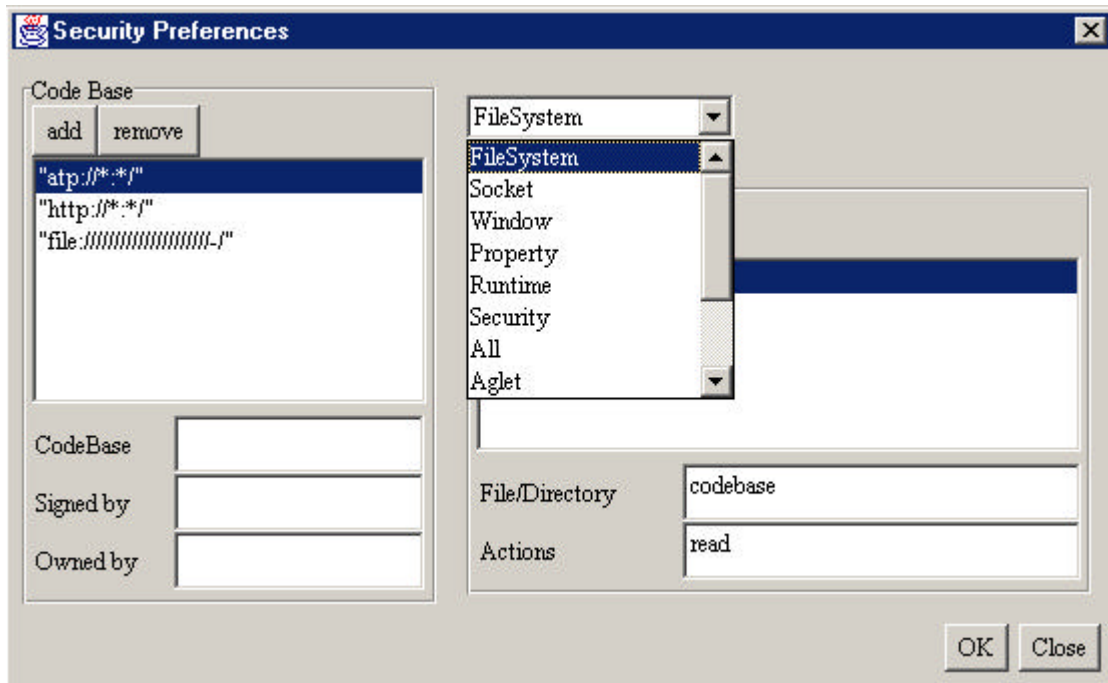 Security Preferences
Code Base
add remove
"atp://*:*/"
"http://*:*/"
"file://////////////////////-/"
CodeBase
Signed by
Owned by
FileSystem
FileSystem
Socket
Window
Property
Runtime
Security
All
Aglet
File/Directory codebase
Actions read
OK Close